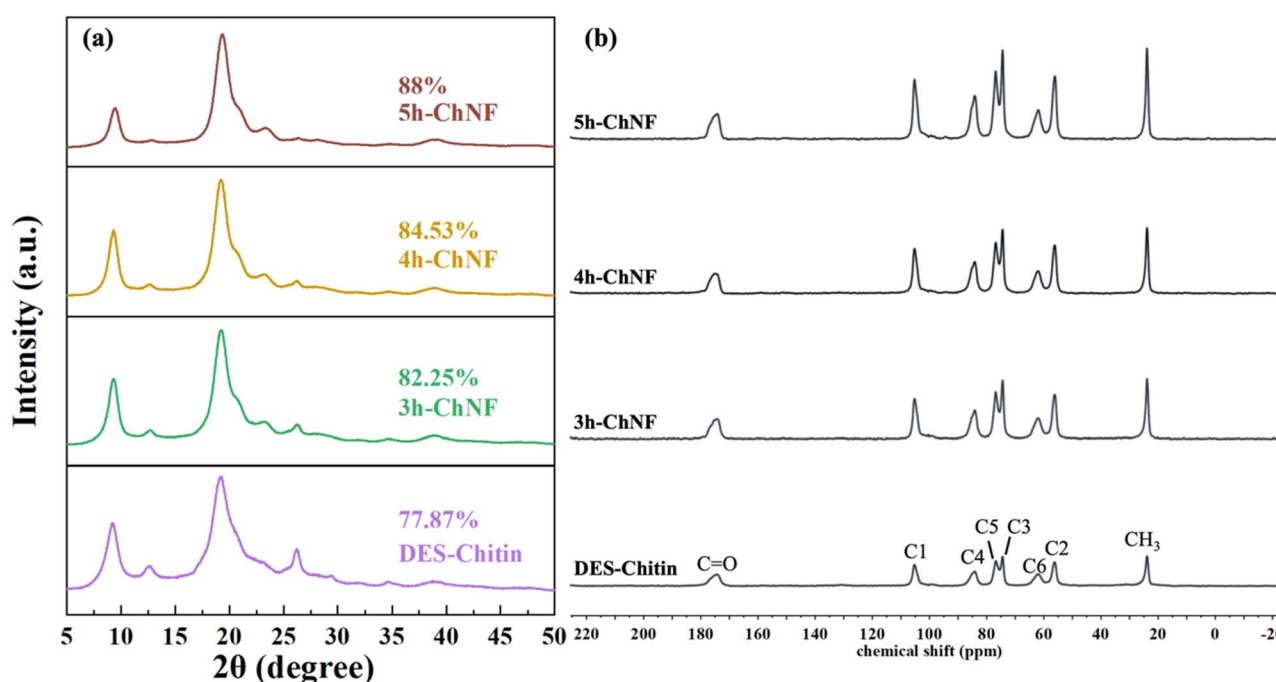 (a)
88%
5h-ChNF
84.53%
4h-ChNF
82.25%
3h-ChNF
77.87%
DES-Chitin
Intensity (a.u.)
5 10 15 20 25 30 35 40 45 50
2θ (degree)
(b)
5h-ChNF
4h-ChNF
3h-ChNF
DES-Chitin
C=O
C1
C4
C5
C3
C6
C2
CH₃
220 200 180 160 140 120 100 80 60 40 20 0 -20
chemical shift (ppm)